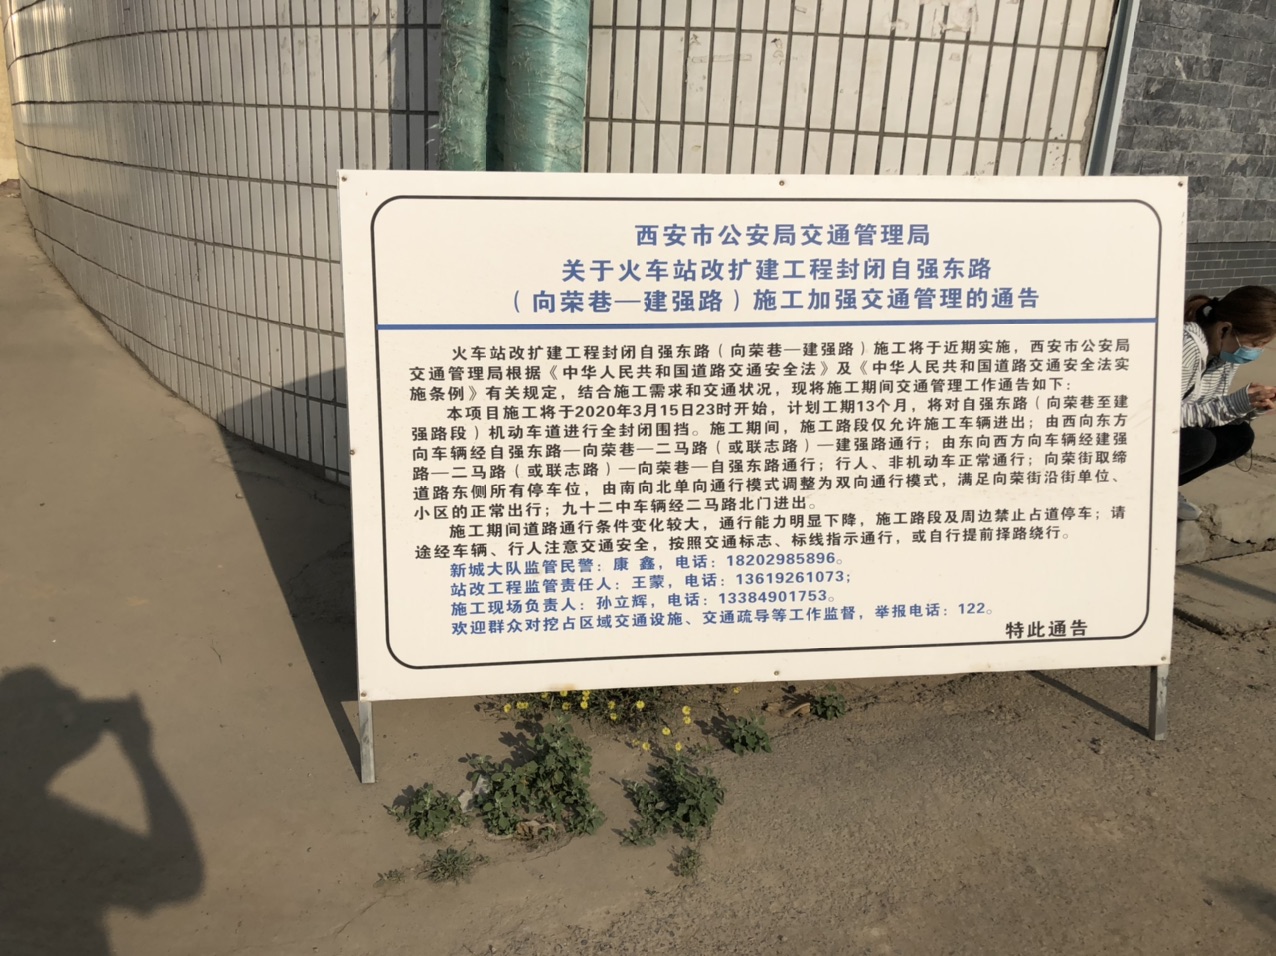 西安市公安局交通管理局
关于火车站改扩建工程封闭自强东路
（向荣巷—建强路）施工加强交通管理的通告
火车站改扩建工程封闭自强东路（向荣巷—建强路）施工将于近期实施，西安市公安局
交通管理局根据《中华人民共和国道路交通安全法》及《中华人民共和国道路交通安全法实
施条例》有关规定，结合施工需求和交通状况，现将施工期间交通管理工作通告如下：
本项目施工将于2020年3月15日23时开始，计划工期13个月，将对自强东路（向荣巷至建
强路段）机动车道进行全封闭围挡。施工期间，施工路段仅允许施工车辆进出；由西向东方
向车辆经自强东路—向荣巷—二马路（或联志路）—建强路通行；由东向西方向车辆经建强
路—二马路（或联志路）—向荣巷—自强东路通行；行人、非机动车正常通行；向荣街取缔
道路东侧所有停车位，由南向北单向通行模式调整为双向通行模式，满足向荣街沿街单位、
小区的正常出行；九十二中车辆经二马路北门进出。
施工期间道路通行条件变化较大，通行能力明显下降，施工路段及周边禁止占道停车；请
途经车辆、行人注意交通安全，按照交通标志、标线指示通行，或自行提前择路绕行。
新城大队监管民警：康 鑫，电话：18202985896。
站改工程监管责任人：王蒙，电话：13619261073；
施工现场负责人：孙立辉，电话：13384901753。
欢迎群众对挖占区域交通设施、交通疏导等工作监督，举报电话：122。
特此通告